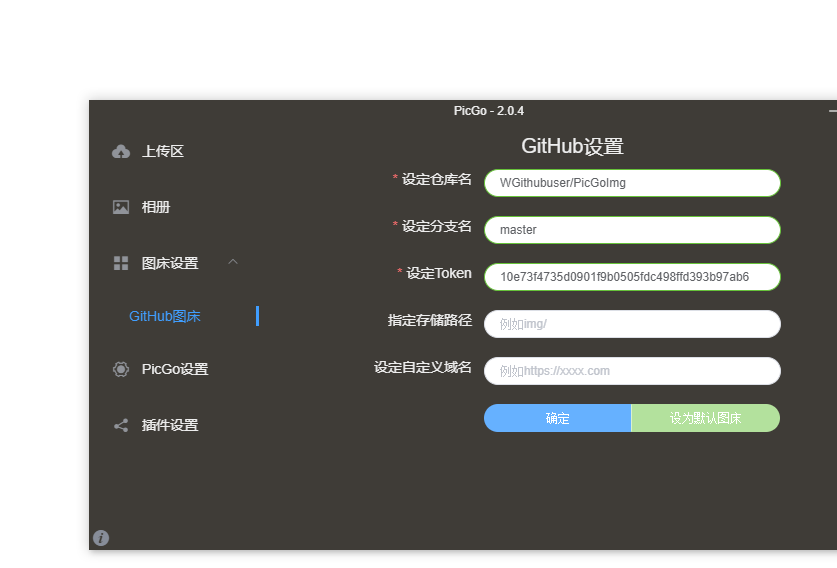 PicGo - 2.0.4
上传区
相册
图床设置
GitHub图床
PicGo设置
插件设置
GitHub设置
* 设定仓库名 WGithubuser/PicGoImg
* 设定分支名 master
* 设定Token 10e73f4735d0901f9b0505fdc498ffd393b97ab6
指定存储路径 例如img/
设定自定义域名 例如https://xxxx.com
确定 设为默认图床